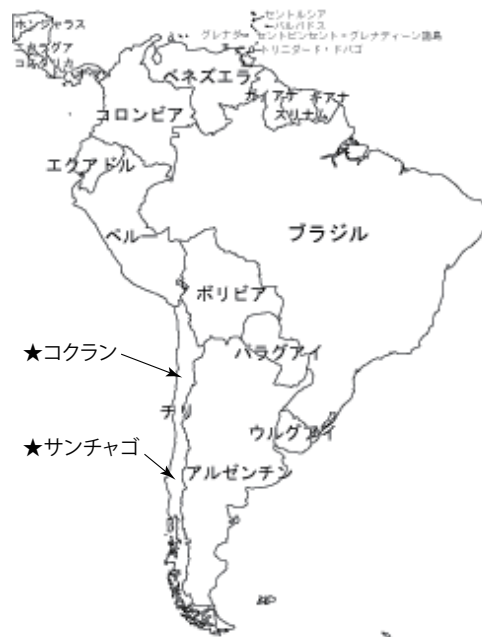 セントルシア
ホンジャラス
バルバドス
グレナダ
セントビンセント＝グレナディーン諸島
トリニダード・ドバゴ
ニカラグア
コスタリカ
ベネズエラ
ガイアナ
ギアナ
スリナム
コロンビア
エクアドル
ペルー
ブラジル
ボリビア
★コクラン
パラグアイ
チリ
★サンチャゴ
ウルグアイ
アルゼンチン